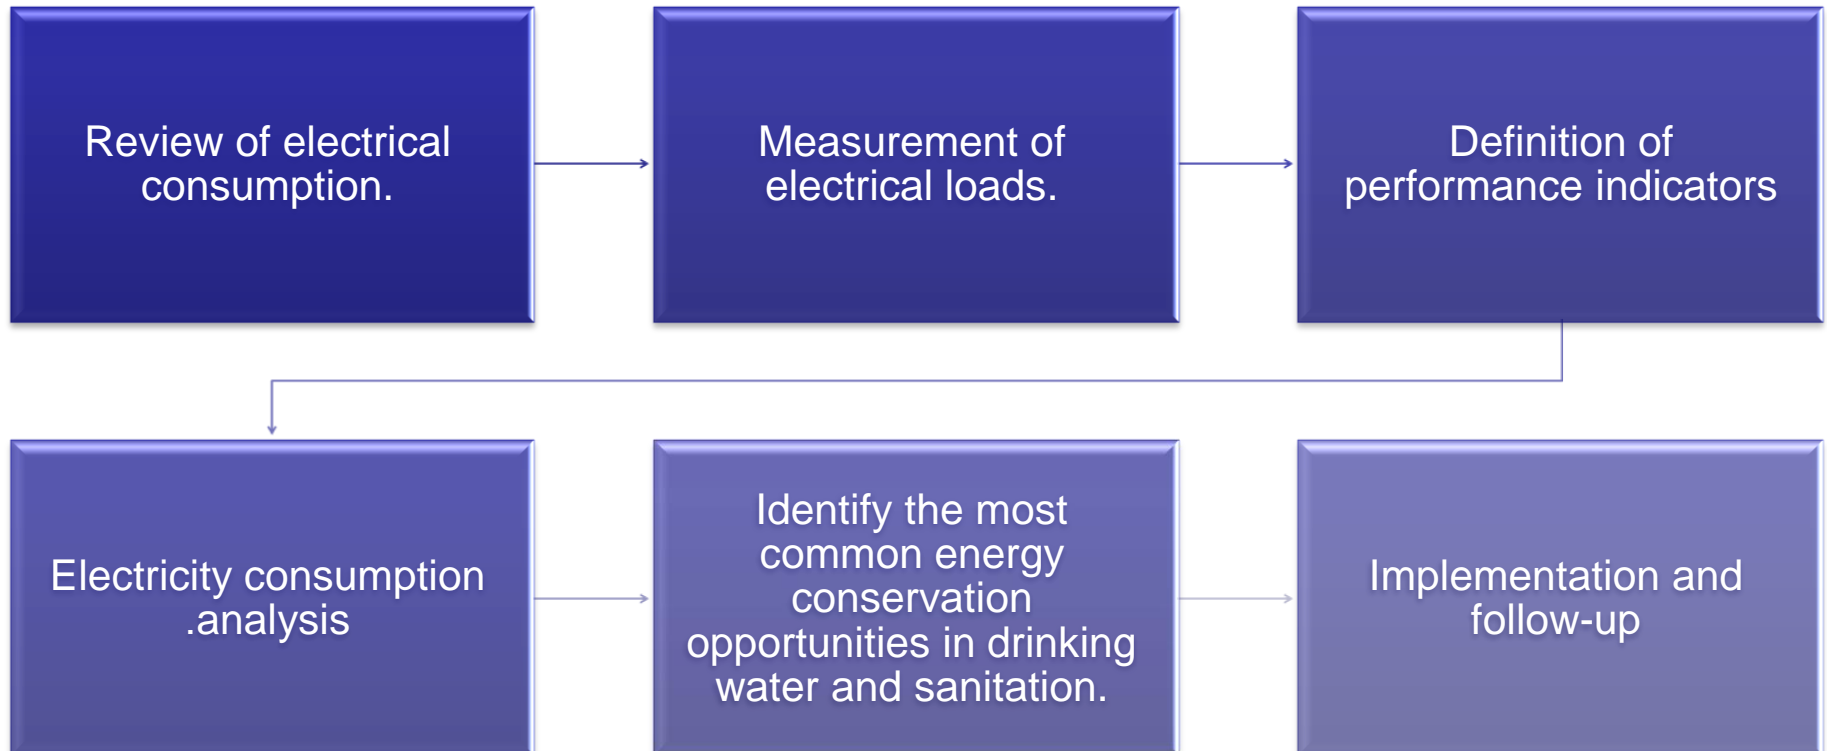 Review of electrical
consumption.
Measurement of
electrical loads.
Definition of
performance indicators
Electricity consumption
.analysis
Identify the most
common energy
conservation
opportunities in drinking
water and sanitation.
Implementation and
follow-up